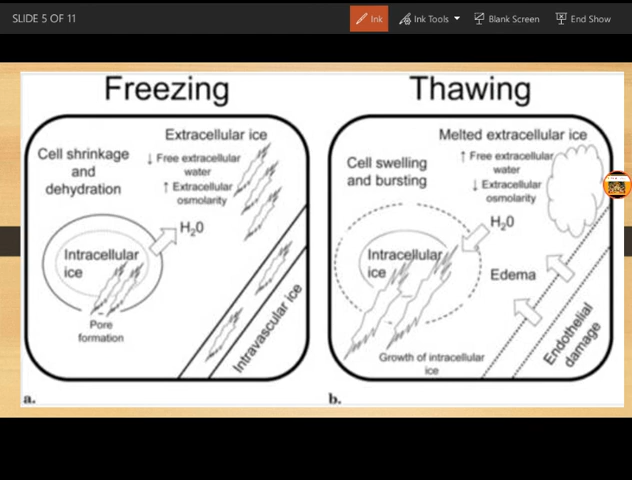 SLIDE 5 OF 11
Ink
Ink Tools
Blank Screen
End Show
Freezing
Extracellular ice
Cell shrinkage
and
dehydration
↓ Free extracellular
water
↑ Extracellular
osmolarity
H₂0
Intracellular
ice
Pore
formation
Intravascular ice
a.
Thawing
Melted extracellular ice
Cell swelling
and bursting
↑ Free extracellular
water
↓ Extracellular
osmolarity
H₂0
Intracellular
ice
Edema
Growth of intracellular
ice
Endothelial
damage
b.